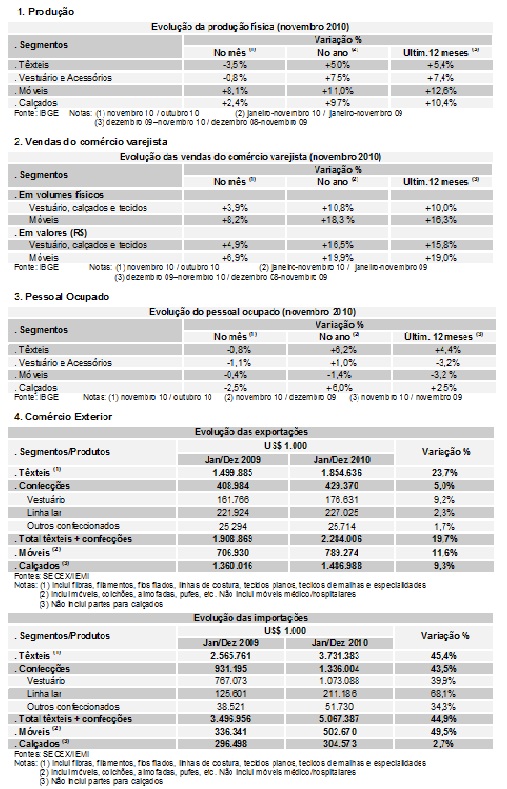 1. Produção
Evolução da produção física (novembro 2010)
. Segmentos Variação %
No mês (1) No ano (2) Últim. 12 meses (3)
. Têxteis -3,5% +5,0% +5,4%
. Vestuário e Acessórios -0,8% +7,5% +7,4%
. Móveis +8,1% +11,0% +12,6%
. Calçados +2,4% +9,7% +10,4%
Fonte: IBGE Notas: (1) novembro 10 / outubro 10 (2) janeiro-novembro 10 / janeiro-novembro 09
(3) dezembro 09–novembro 10 / dezembro 08-novembro 09
2. Vendas do comércio varejista
Evolução das vendas do comércio varejista (novembro 2010)
. Segmentos Variação %
No mês (1) No ano (2) Últim. 12 meses (3)
. Em volumes físicos
Vestuário, calçados e tecidos +3,9% +10,8% +10,0%
Móveis +8,2% +18,3% +16,3%
. Em valores (R$)
Vestuário, calçados e tecidos +4,9% +16,5% +15,8%
Móveis +6,9% +19,9% +19,0%
Fonte: IBGE Notas: (1) novembro 10 / outubro 10 (2) janeiro-novembro 10 / janeiro-novembro 09
(3) dezembro 09–novembro 10 / dezembro 08-novembro 09
3. Pessoal Ocupado
Evolução do pessoal ocupado (novembro 2010)
. Segmentos Variação %
No mês (1) No ano (2) Últim. 12 meses (3)
. Têxteis -0,8% +6,2% +4,4%
. Vestuário e Acessórios -1,1% +1,0% -3,2%
. Móveis -0,4% -1,4% -3,2 %
. Calçados -2,5% +6,0% +2,5%
Fonte: IBGE Notas: (1) novembro 10 / outubro 10 (2) novembro 10 / dezembro 09 (3) novembro 10 / novembro 09
4. Comércio Exterior
Evolução das exportações
. Segmentos/Produtos US$ 1.000 Variação %
Jan/Dez 2009 Jan/Dez 2010
. Têxteis (1) 1.499.885 1.854.636 23,7%
. Confecções 408.984 429.370 5,0%
Vestuário 161.766 176.631 9,2%
Linha lar 221.924 227.025 2,3%
Outros confeccionados 25.294 25.714 1,7%
. Total têxteis + confecções 1.908.869 2.284.006 19,7%
. Móveis (2) 706.930 789.274 11,6%
. Calçados (3) 1.360.016 1.486.988 9,3%
Fontes: SECEX/IEMI
Notas: (1) Inclui fibras, filamentos, fios fiados, linhas de costura, tecidos planos, tecidos de malhas e especialidades
(2) Inclui móveis, colchões, almofadas, pufes, etc. Não inclui móveis médico/hospitalares
(3) Não inclui partes para calçados
Evolução das importações
. Segmentos/Produtos US$ 1.000 Variação %
Jan/Dez 2009 Jan/Dez 2010
. Têxteis (1) 2.565.761 3.731.383 45,4%
. Confecções 931.195 1.336.004 43,5%
Vestuário 767.073 1.073.088 39,9%
Linha lar 125.601 211.186 68,1%
Outros confeccionados 38.521 51.730 34,3%
. Total têxteis + confecções 3.496.956 5.067.387 44,9%
. Móveis (2) 336.341 502.670 49,5%
. Calçados (3) 296.498 304.573 2,7%
Fontes: SECEX/IEMI
Notas: (1) Inclui fibras, filamentos, fios fiados, linhas de costura, tecidos planos, tecidos de malhas e especialidades
(2) Inclui móveis, colchões, almofadas, pufes, etc. Não inclui móveis médico/hospitalares
(3) Não inclui partes para calçados